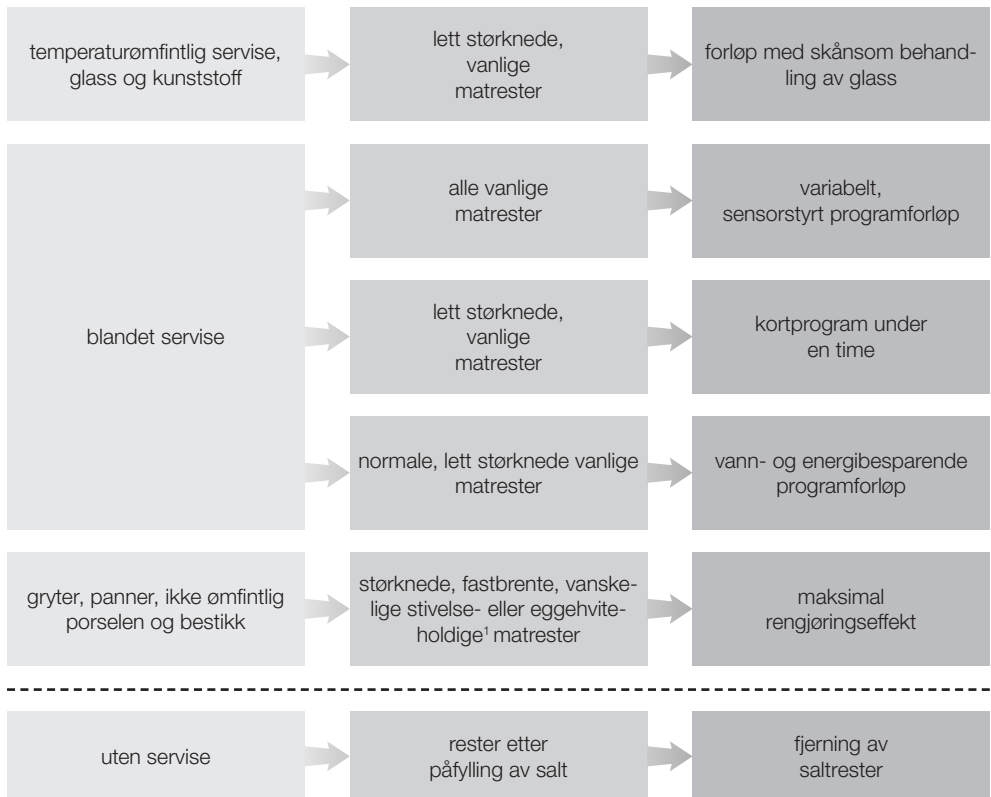 temperaturømfintlig servise,
glass og kunststoff
lett størknede,
vanlige
matrester
forløp med skånsom behand-
ling av glass
blandet servise
alle vanlige
matrester
variabelt,
sensorstyrt programforløp
lett størknede,
vanlige
matrester
kortprogram under
en time
normale, lett størknede vanlige
matrester
vann- og energibesparende
programforløp
gryter, panner, ikke ømfintlig
porselen og bestikk
størknede, fastbrente, vanske-
lige stivelse- eller eggehvite-
holdige¹ matrester
maksimal
rengjøringseffekt
uten servise
rester etter
påfylling av salt
fjerning av
saltrester